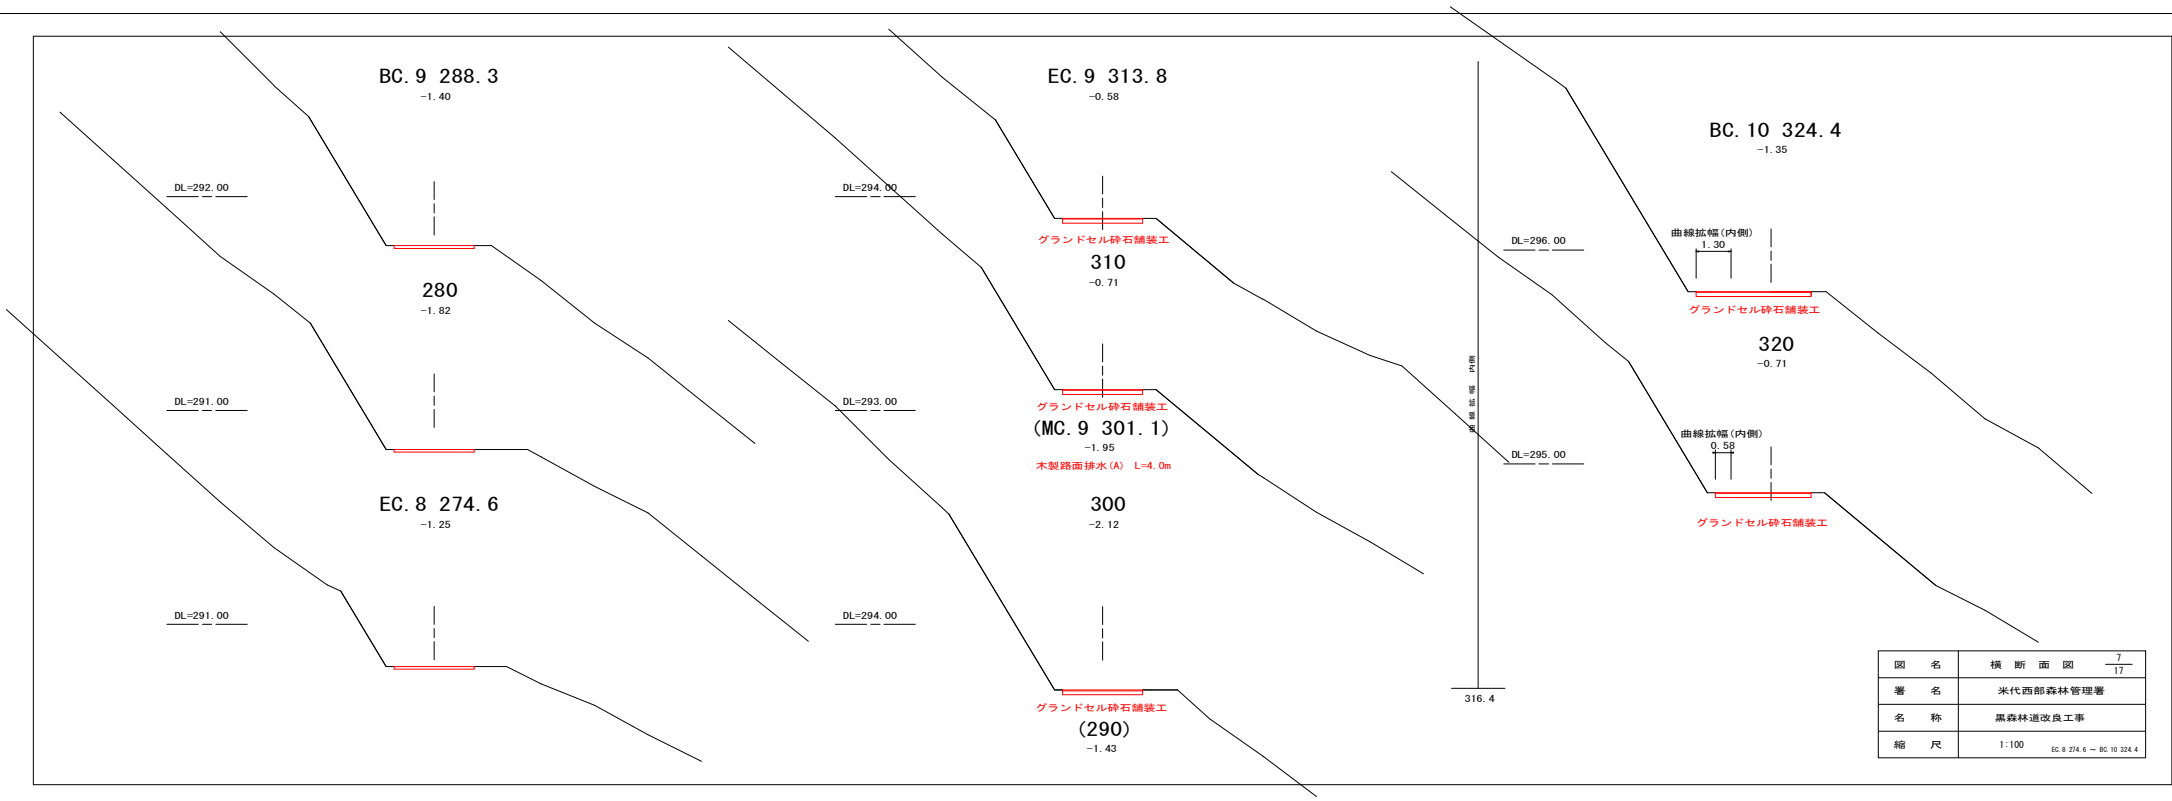 BC.9 288.3
-1.40
DL=292.00
280
-1.82
DL=291.00
EC.8 274.6
-1.25
DL=291.00
EC.9 313.8
-0.58
DL=294.00
グランドセル砕石舗装工
310
-0.71
DL=293.00
グランドセル砕石舗装工
(MC.9 301.1)
-1.95
木製路面排水(A) L=4.0m
300
-2.12
DL=294.00
グランドセル砕石舗装工
(290)
-1.43
曲線拡幅 内側
316.4
BC.10 324.4
-1.35
曲線拡幅(内側)
1.30
DL=296.00
グランドセル砕石舗装工
320
-0.71
曲線拡幅(内側)
0.58
DL=295.00
グランドセル砕石舗装工
図名 横断面図 7/17
署名 米代西部森林管理署
名称 黒森林道改良工事
縮尺 1:100 EC.8 274.6 ～ BC.10 324.4